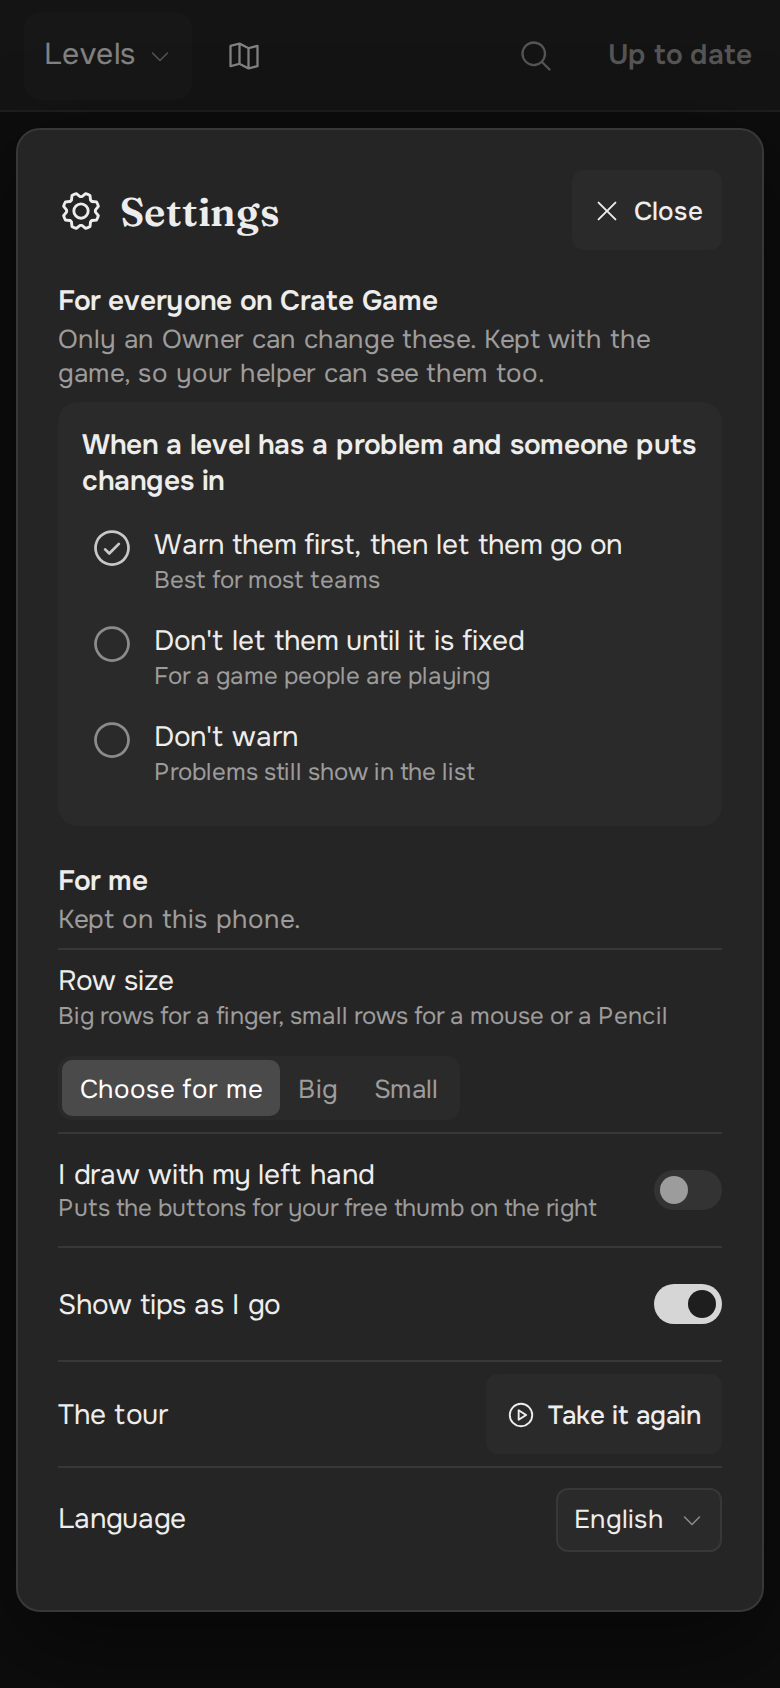 Levels
Up to date
Settings
Close
For everyone on Crate Game
Only an Owner can change these. Kept with the
game, so your helper can see them too.
When a level has a problem and someone puts
changes in
Warn them first, then let them go on
Best for most teams
Don't let them until it is fixed
For a game people are playing
Don't warn
Problems still show in the list
For me
Kept on this phone.
Row size
Big rows for a finger, small rows for a mouse or a Pencil
Choose for me Big Small
I draw with my left hand
Puts the buttons for your free thumb on the right
Show tips as I go
The tour
Take it again
Language
English